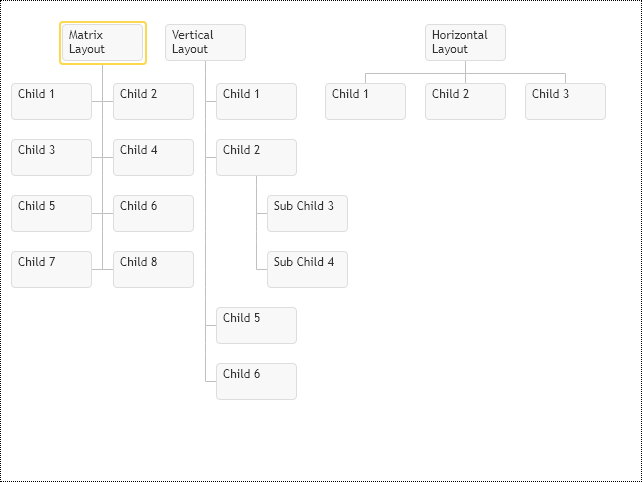 Matrix
Layout
Child 1
Child 2
Child 3
Child 4
Child 5
Child 6
Child 7
Child 8
Vertical
Layout
Child 1
Child 2
Sub Child 3
Sub Child 4
Child 5
Child 6
Horizontal
Layout
Child 1
Child 2
Child 3